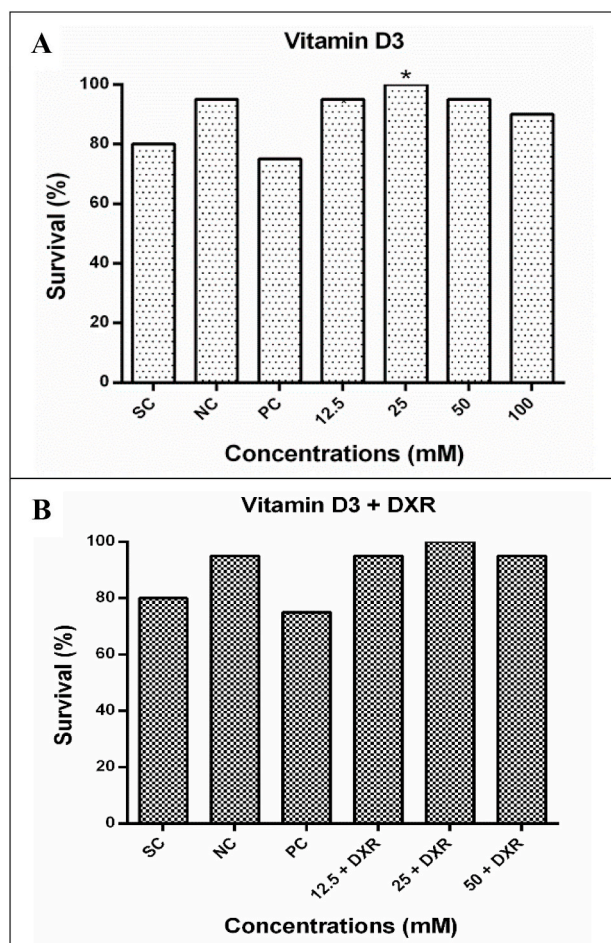 A
Vitamin D3
Survival (%)
100
80
60
40
20
0
*
SC
NC
PC
12.5
25
50
100
Concentrations (mM)
B
Vitamin D3 + DXR
Survival (%)
100
80
60
40
20
0
SC
NC
PC
12.5 + DXR
25 + DXR
50 + DXR
Concentrations (mM)